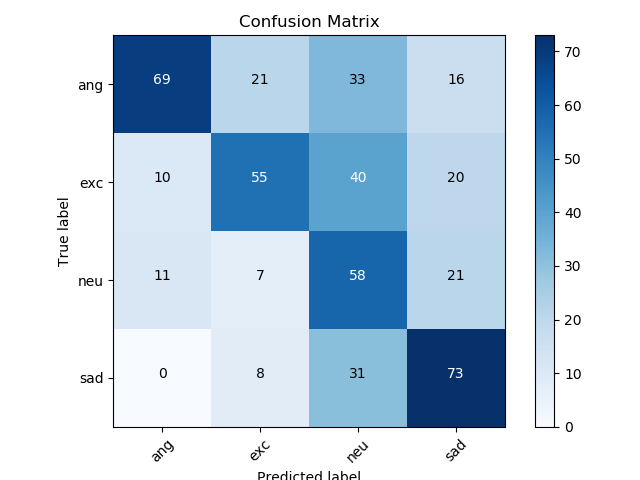 Confusion Matrix
ang 69 21 33 16
exc 10 55 40 20
neu 11 7 58 21
sad 0 8 31 73
True label
ang exc neu sad
Predicted label
70
60
50
40
30
20
10
0